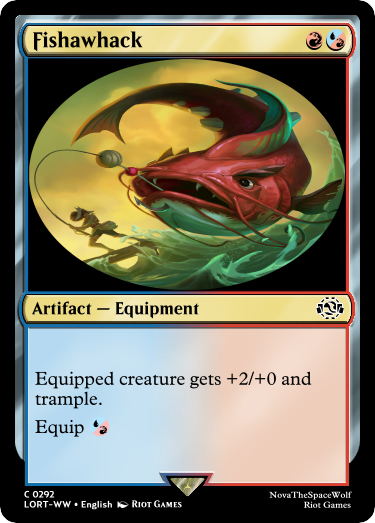 Fishawhack
Artifact — Equipment
Equipped creature gets +2/+0 and
trample.
Equip
C 0292
NovaTheSpaceWolf
LORT-WW • English RIOT GAMES
Riot Games